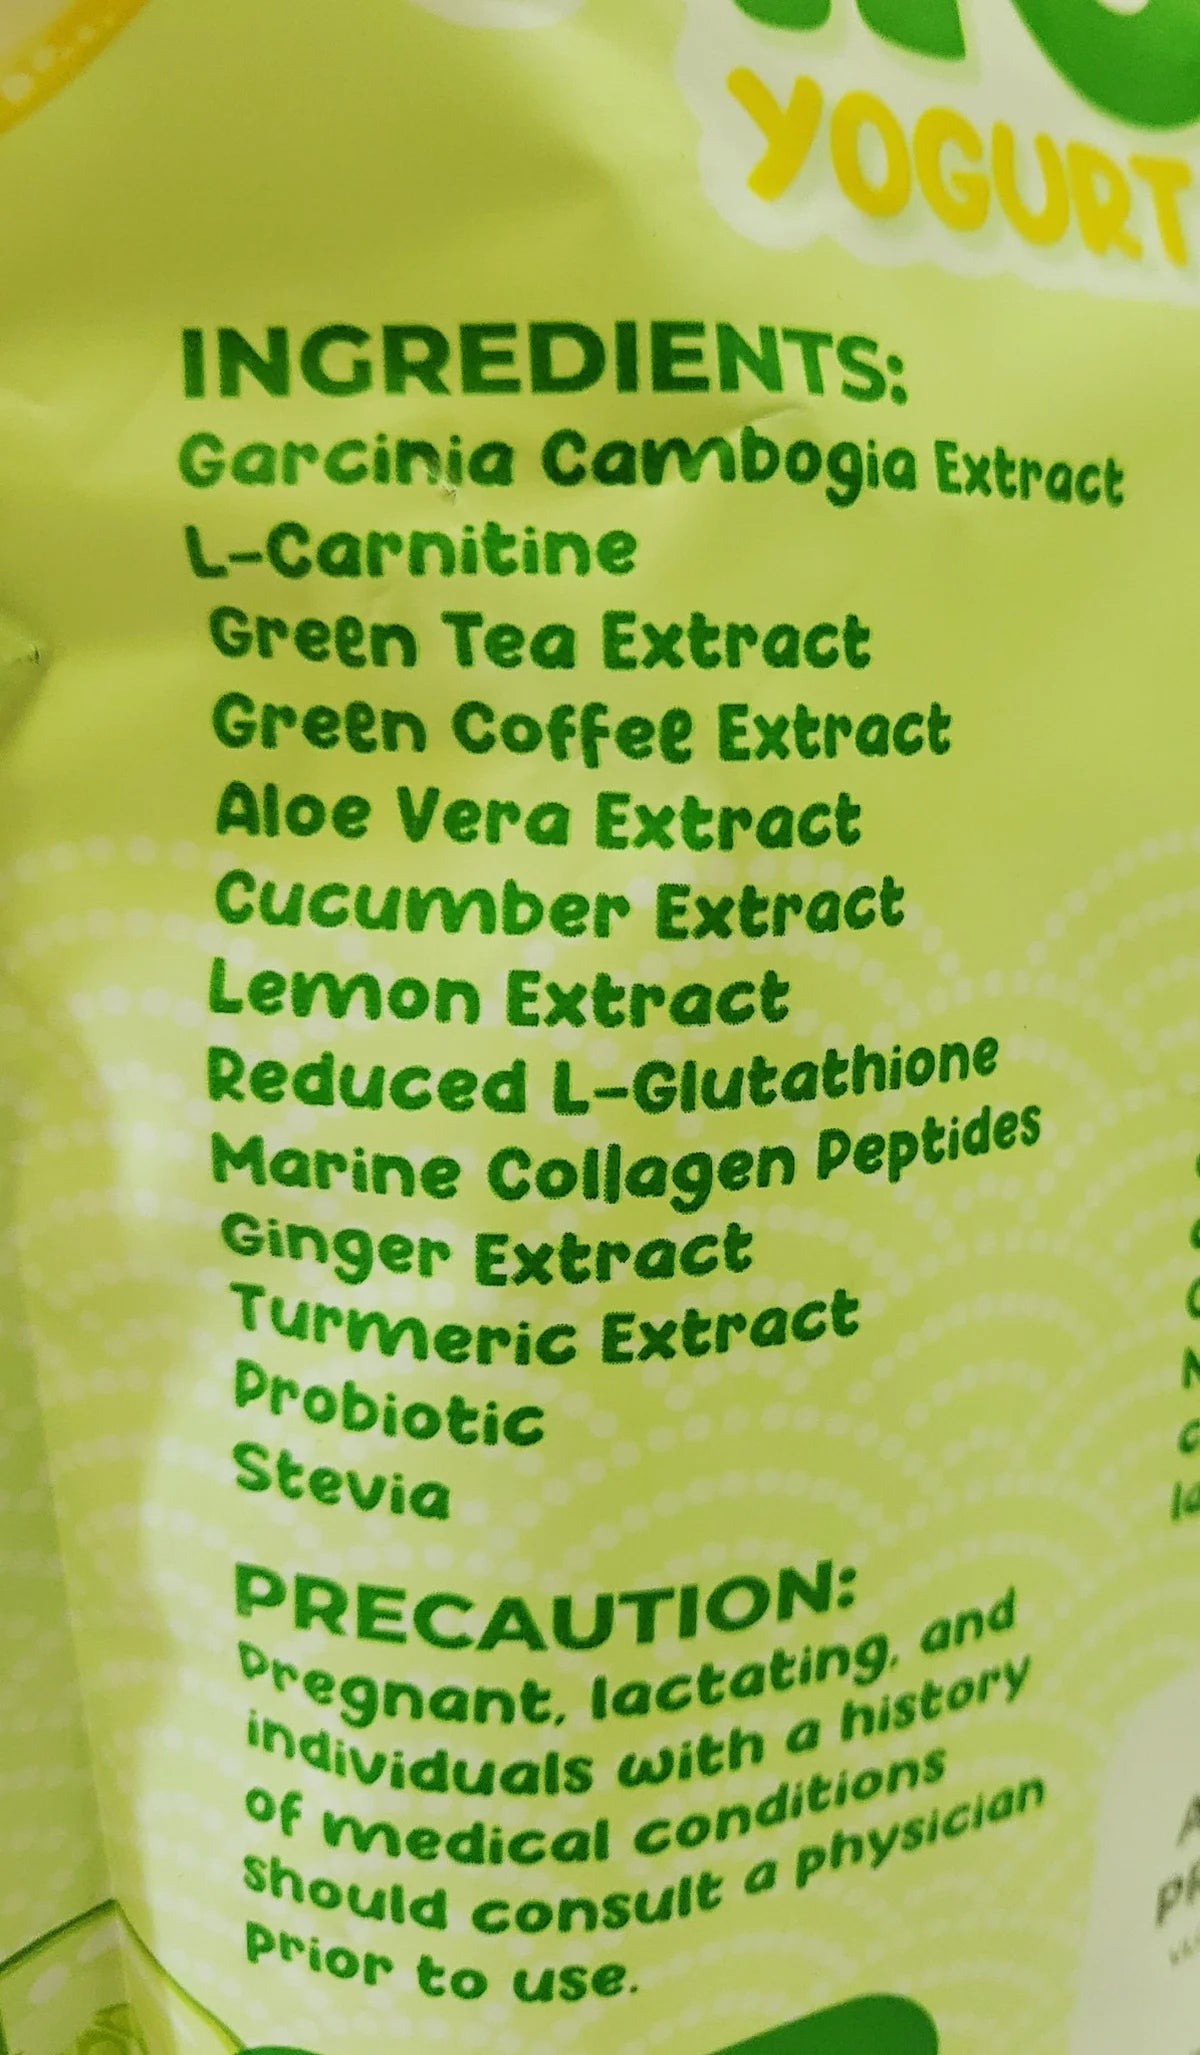 YOGURT
INGREDIENTS:
Garcinia Cambogia Extract
L-Carnitine
Green Tea Extract
Green Coffee Extract
Aloe Vera Extract
Cucumber Extract
Lemon Extract
Reduced L-Glutathione
Marine Collagen Peptides
Ginger Extract
Turmeric Extract
Probiotic
Stevia
PRECAUTION:
Pregnant, lactating, and
individuals with a history
of medical conditions
should consult a physician
prior to use.